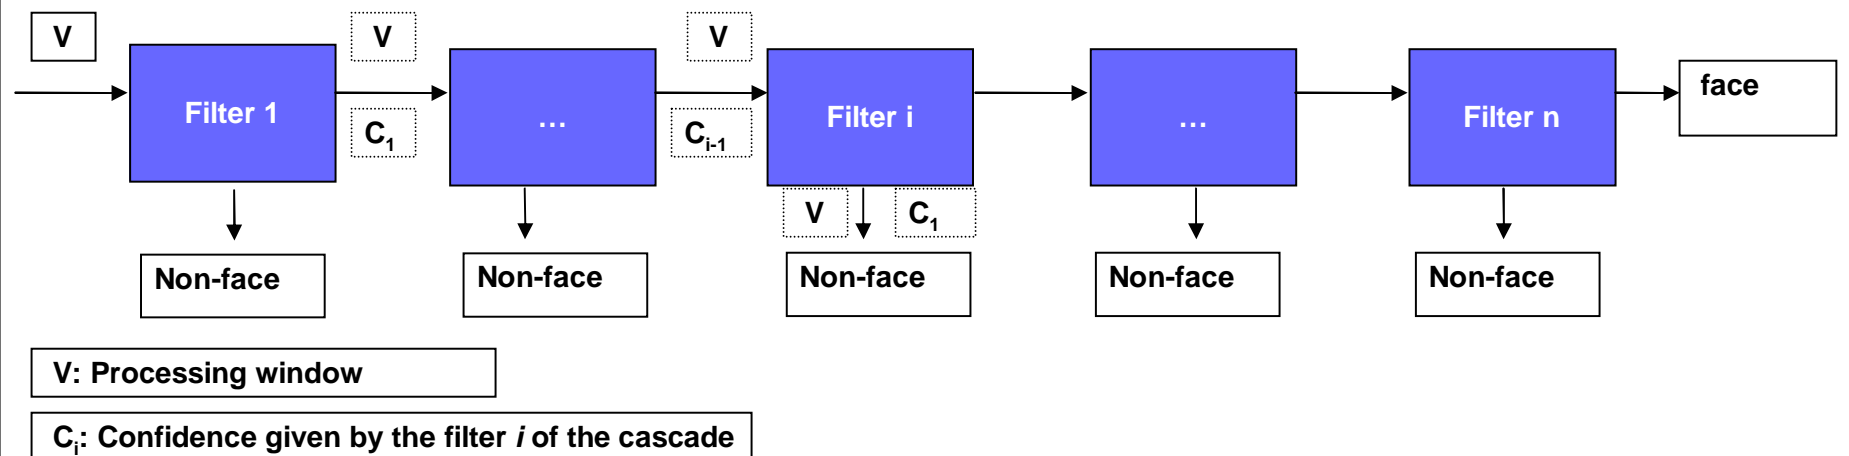 V
V
V
Filter 1
…
Filter i
…
Filter n
face
C₁
Cᵢ₋₁
V
C₁
Non-face
Non-face
Non-face
Non-face
Non-face
V: Processing window
Cᵢ: Confidence given by the filter i of the cascade